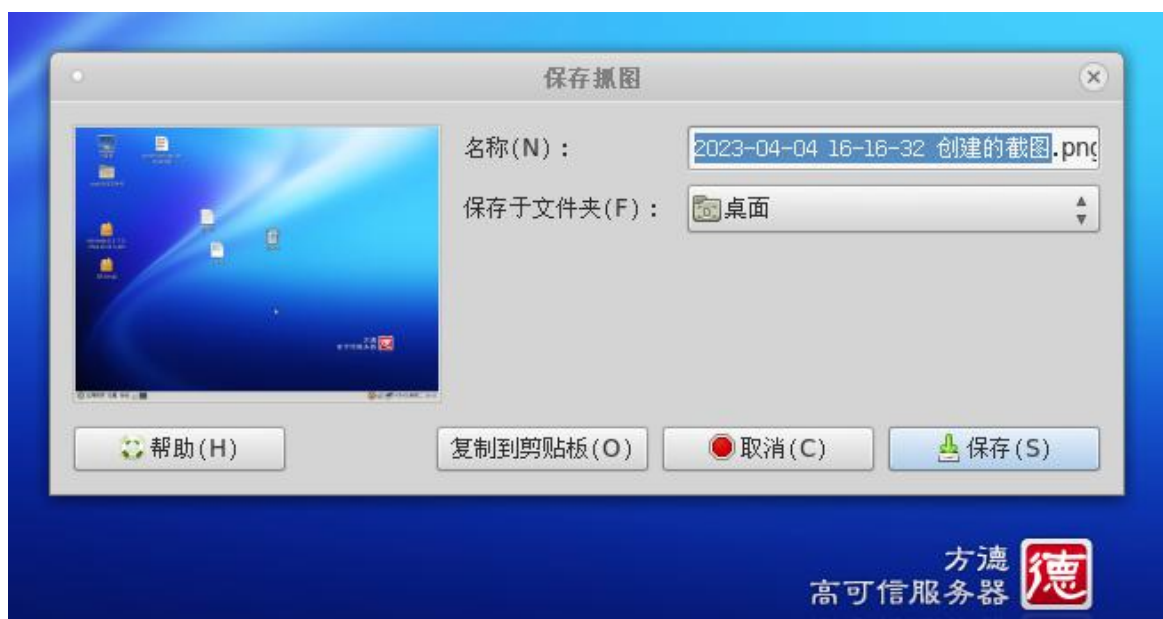 保存抓图
名称(N)：
2023-04-04 16-16-32 创建的截图.png
保存于文件夹(F)：
桌面
帮助(H)
复制到剪贴板(O)
取消(C)
保存(S)
方德
高可信服务器
德